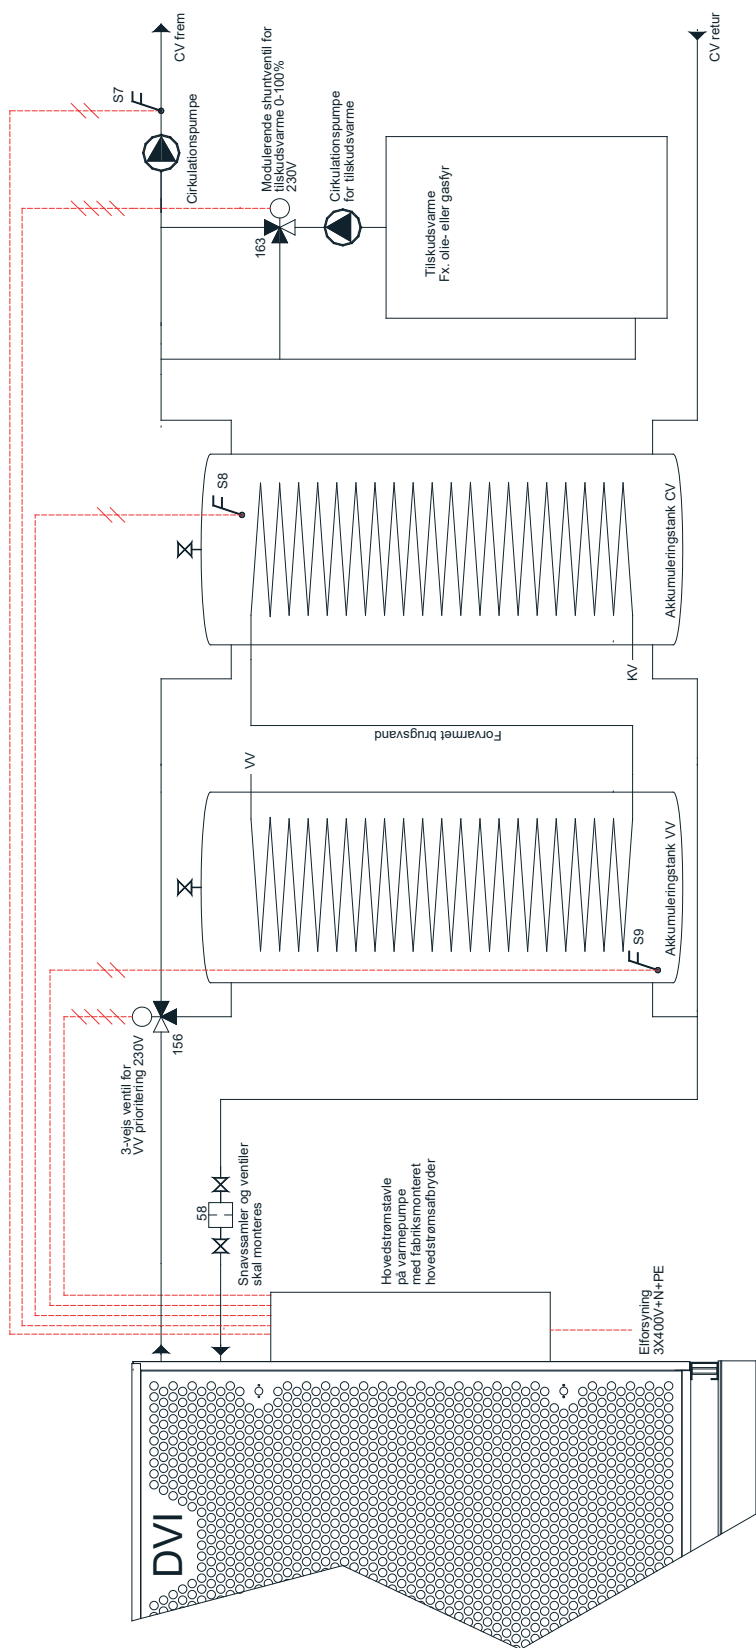 DVI
3-vejs ventil for
VV prioritering 230V
156
58
Snavssamler og ventiler
skal monteres
Hovedstrømstavle
på varmepumpe
med fabriksmonteret
hovedstrømsafbryder
Elforsyning
3X400V+N+PE
VV
S9
Akkumuleringstank VV
Forvarmet brugsvand
KV
S8
Akkumuleringstank CV
S7
CV frem
Cirkulationspumpe
Modulerende shuntventil for
tilskudsvarme 0-100%
230V
163
Cirkulationspumpe
for tilskudsvarme
Tilskudsvarme
Fx. olie- eller gasfyr
CV retur